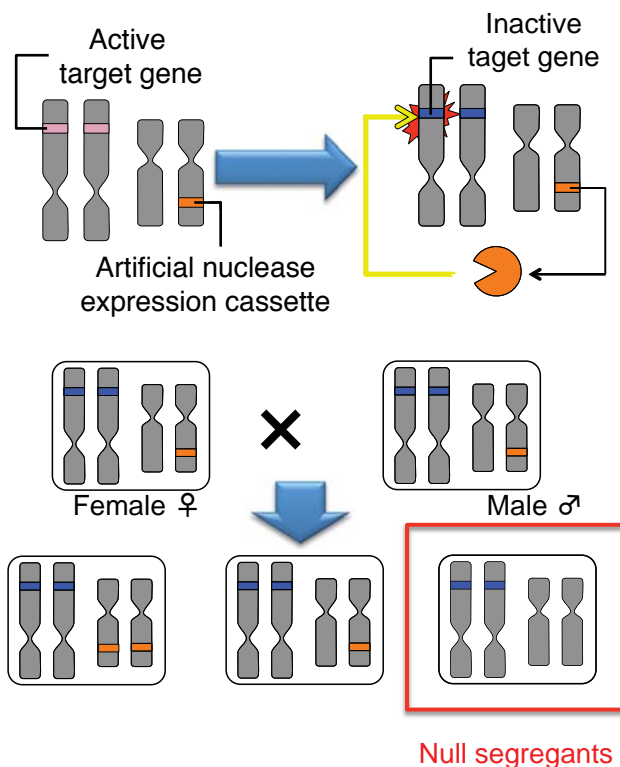 Active
target gene
Inactive
taget gene
Artificial nuclease
expression cassette
Female ♀
Male ♂
Null segregants